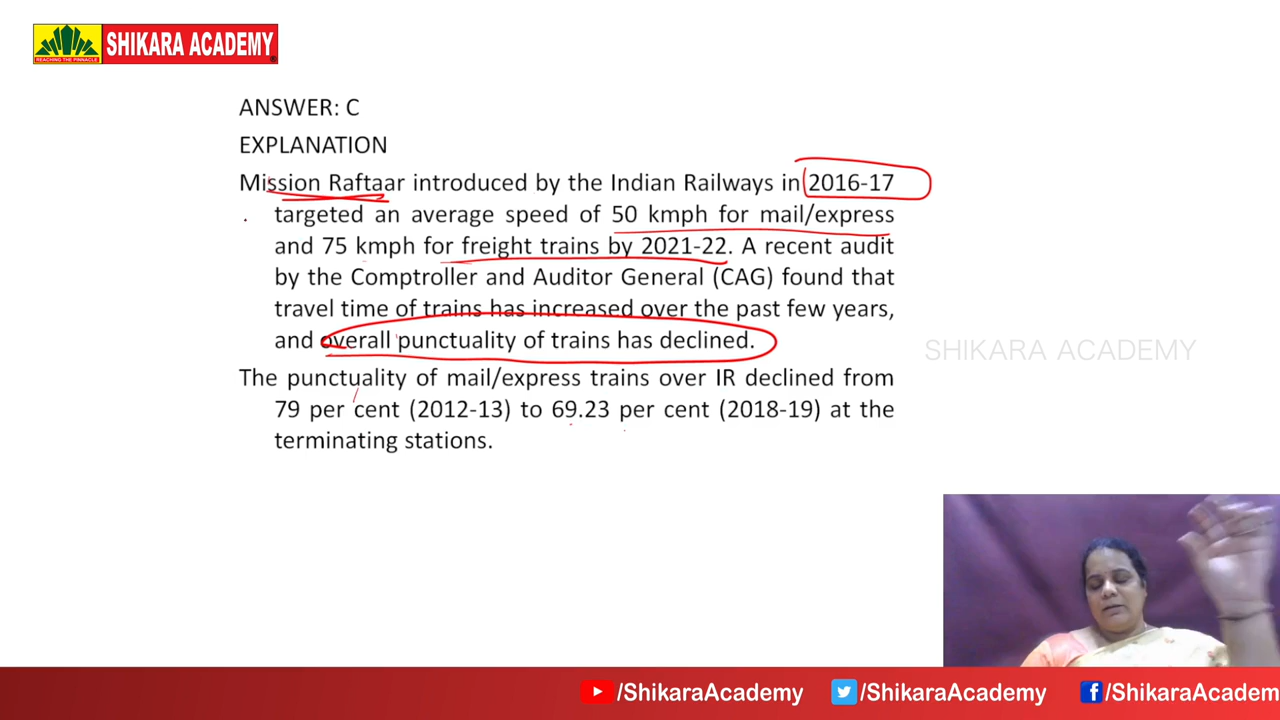 SHIKARA ACADEMY
REACHING THE PINNACLE
ANSWER: C
EXPLANATION
Mission Raftaar introduced by the Indian Railways in 2016-17
targeted an average speed of 50 kmph for mail/express
and 75 kmph for freight trains by 2021-22. A recent audit
by the Comptroller and Auditor General (CAG) found that
travel time of trains has increased over the past few years,
and overall punctuality of trains has declined.
SHIKARA ACADEMY
The punctuality of mail/express trains over IR declined from
79 per cent (2012-13) to 69.23 per cent (2018-19) at the
terminating stations.
/ShikaraAcademy /ShikaraAcademy /ShikaraAcadem